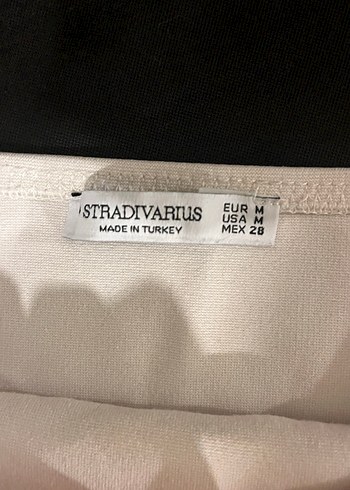 STRADIVARIUS
MADE IN TURKEY
EUR M
USA M
MEX 28